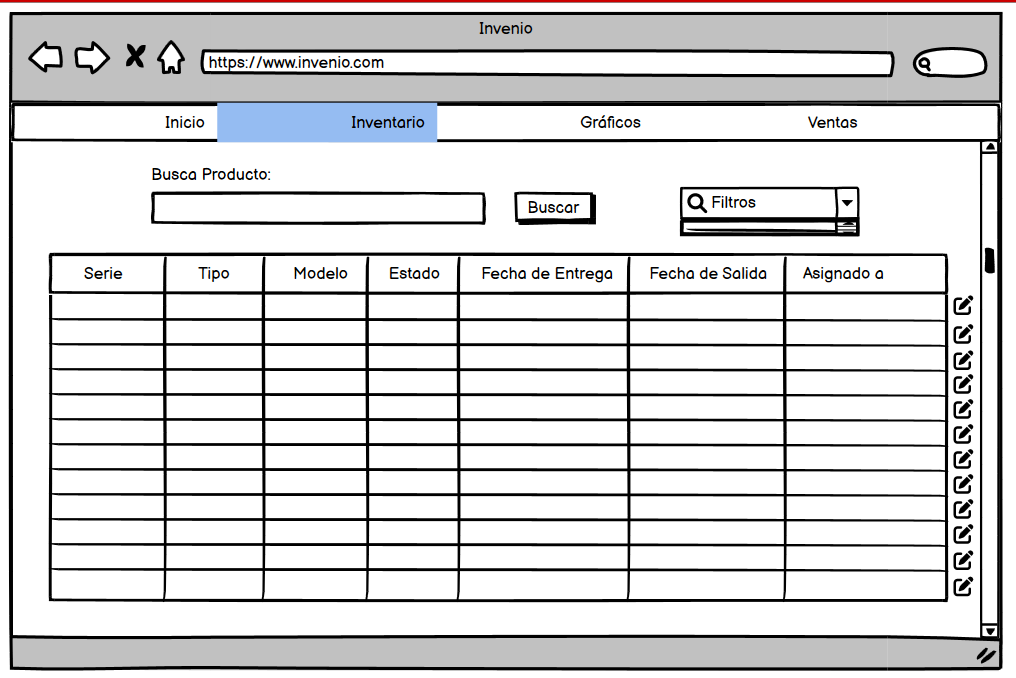 Invenio
https://www.invenio.com
Inicio Inventario Gráficos Ventas
Busca Producto:
Buscar Filtros
Serie Tipo Modelo Estado Fecha de Entrega Fecha de Salida Asignado a